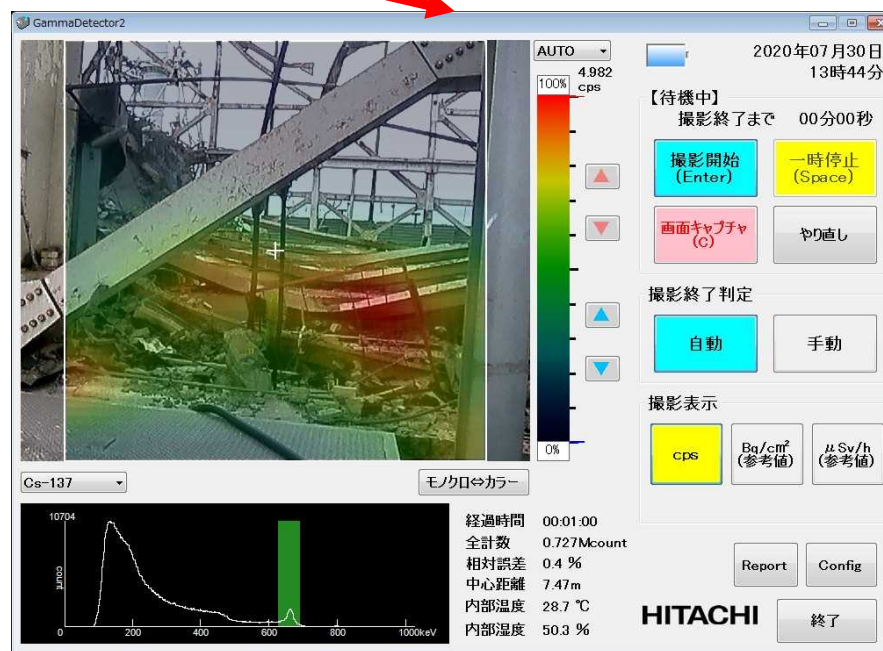 GammaDetector2
AUTO
4.982
cps
100%
0%
2020年07月30日
13時44分
【待機中】
撮影終了まで 00分00秒
撮影開始
(Enter)
一時停止
(Space)
画面キャプチャ
(C)
やり直し
撮影終了判定
自動
手動
撮影表示
cps
Bq/cm²
(参考値)
μSv/h
(参考値)
Cs-137
モノクロ⇔カラー
10704
count
0 200 400 600 800 1000keV
経過時間 00:01:00
全計数 0.727Mcount
相対誤差 0.4 %
中心距離 7.47m
内部温度 28.7 ℃
内部湿度 50.3 %
Report
Config
HITACHI
終了